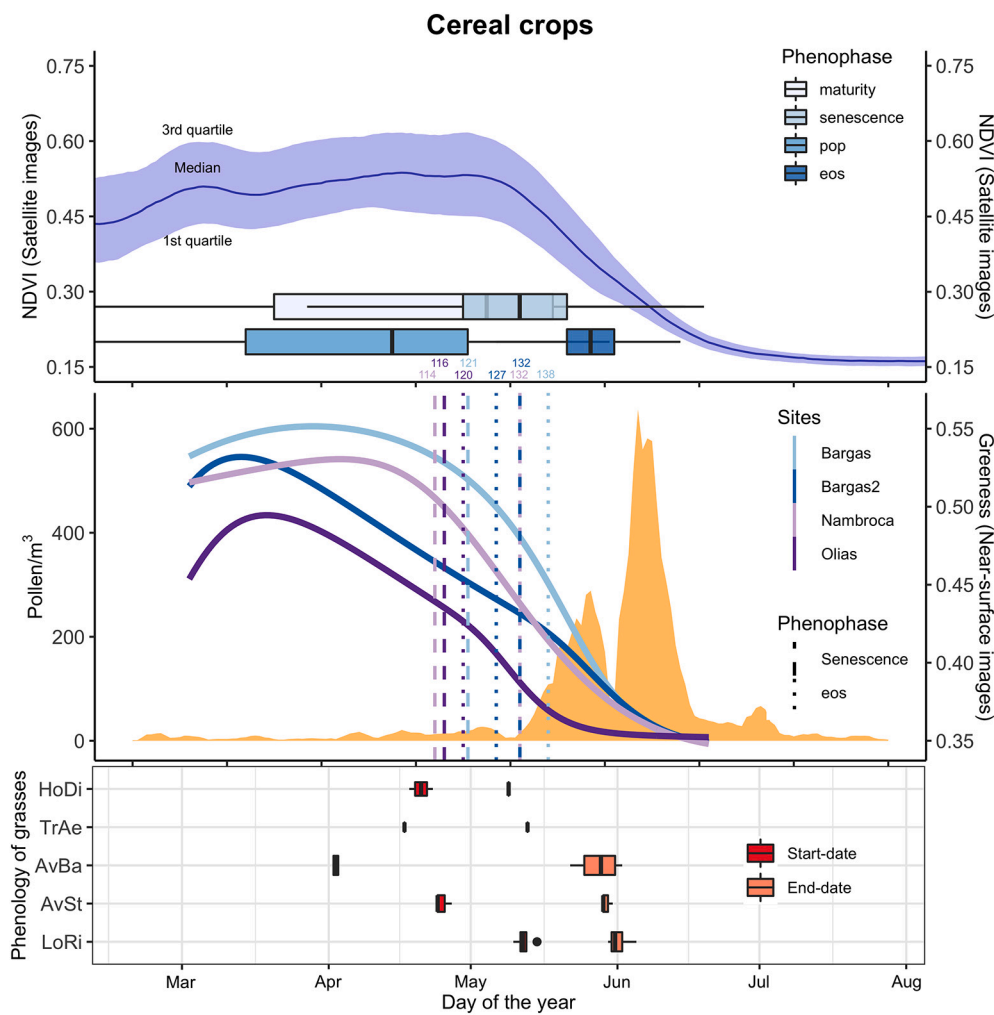 Cereal crops
NDVI (Satellite images)
0.75
0.60
0.45
0.30
0.15
3rd quartile
Median
1st quartile
Phenophase
maturity
senescence
pop
eos
0.75
0.60
0.45
0.30
0.15
NDVI (Satellite images)
116 121 132
114 120 127 132 138
Pollen/m³
600
400
200
0
Sites
Bargas
Bargas2
Nambroca
Olias
Phenophase
Senescence
eos
0.55
0.50
0.45
0.40
0.35
Greeness (Near-surface images)
Phenology of grasses
HoDi
TrAe
AvBa
AvSt
LoRi
Start-date
End-date
Mar Apr May Jun Jul Aug
Day of the year